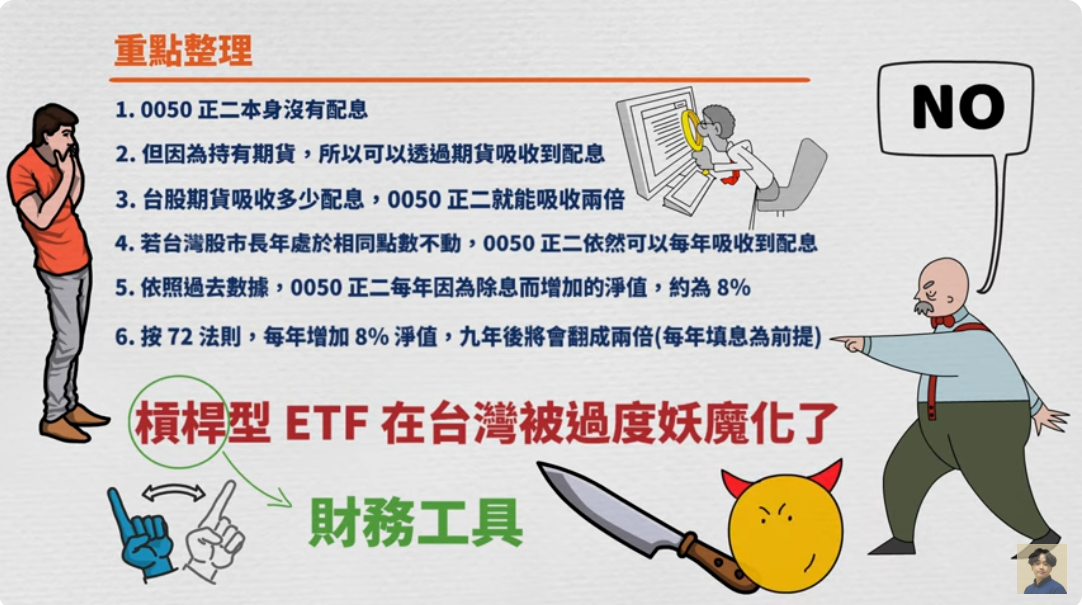 重點整理
1. 0050 正二本身沒有配息
2. 但因為持有期貨，所以可以透過期貨吸收到配息
3. 台股期貨吸收多少配息，0050 正二就能吸收兩倍
4. 若台灣股市長年處於相同點數不動，0050 正二依然可以每年吸收到配息
5. 依照過去數據，0050 正二每年因為除息而增加的淨值，約為 8%
6. 按 72 法則，每年增加 8% 淨值，九年後將會翻成兩倍(每年填息為前提)
NO
槓桿型 ETF 在台灣被過度妖魔化了
財務工具